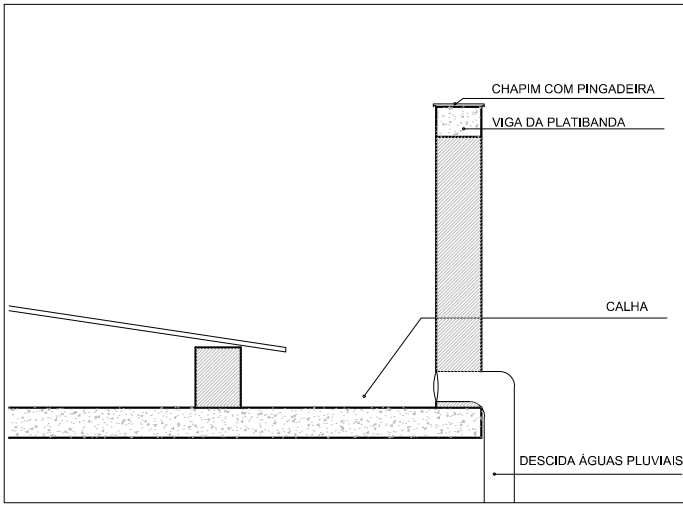 CHAPIM COM PINGADEIRA
VIGA DA PLATIBANDA
CALHA
DESCIDA ÁGUAS PLUVIAIS